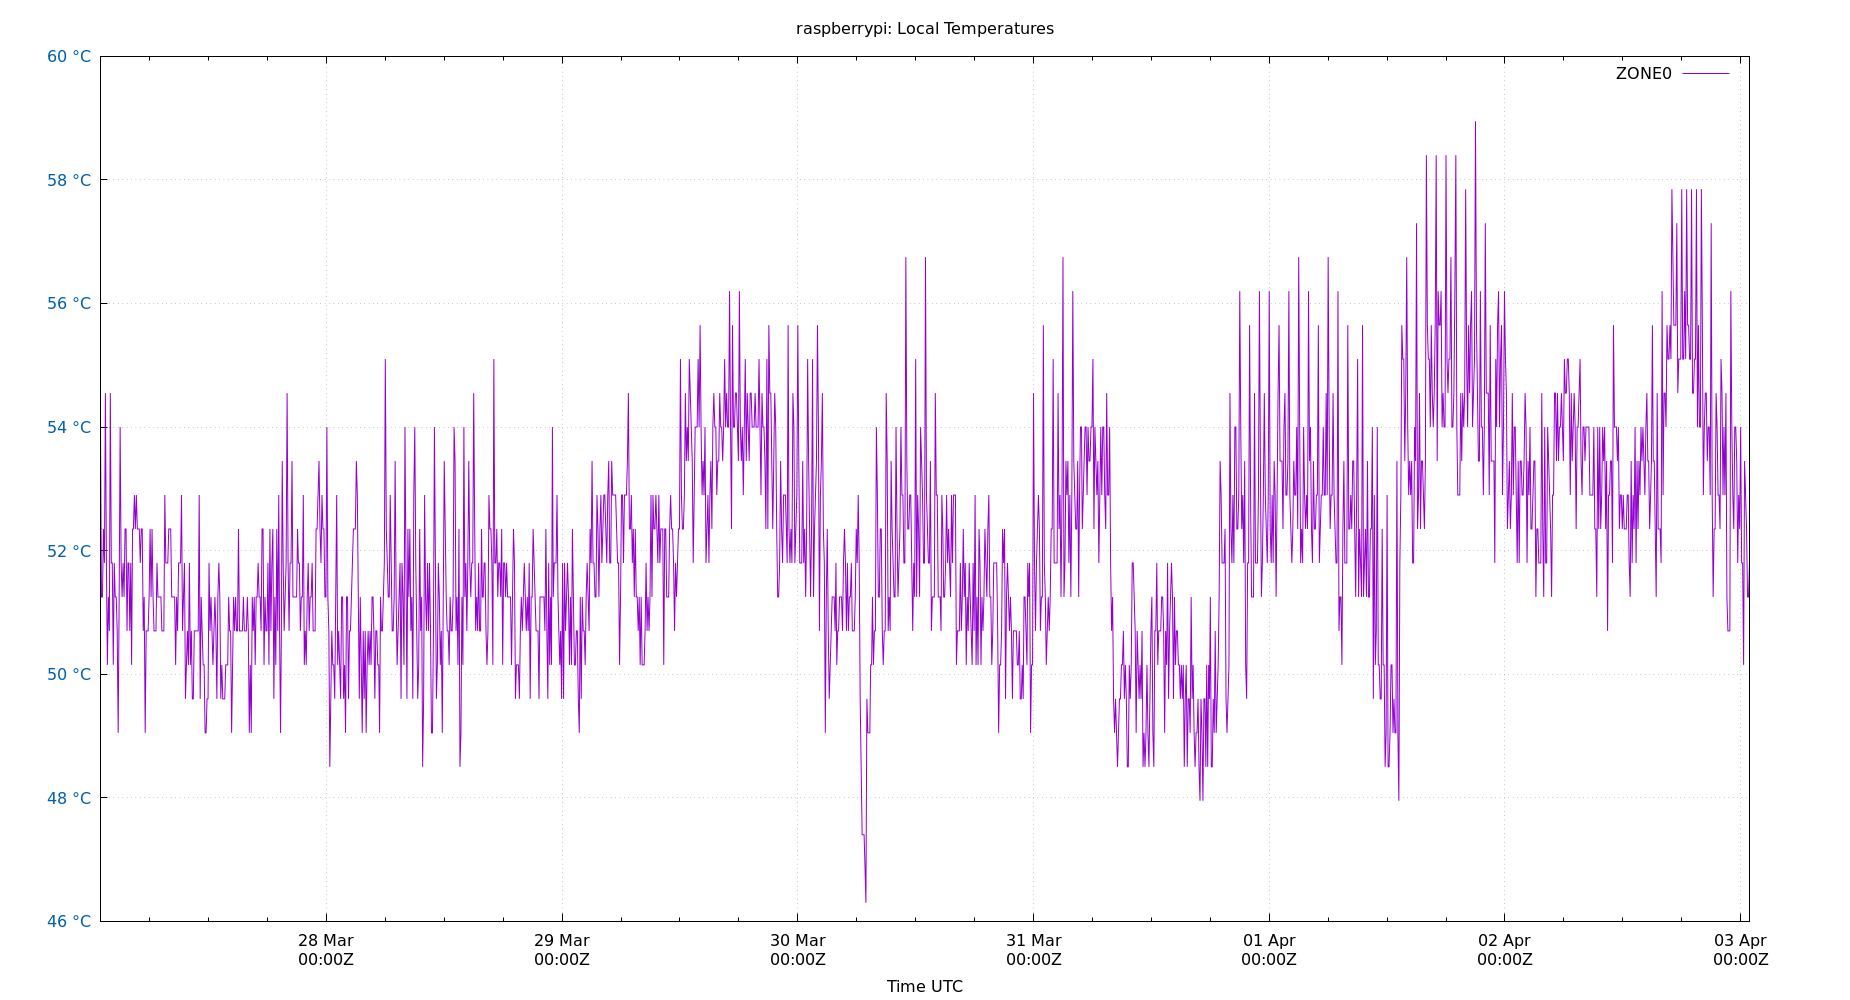 raspberrypi: Local Temperatures
60 °C
ZONE0
58 °C
56 °C
54 °C
52 °C
50 °C
48 °C
46 °C
28 Mar 29 Mar 30 Mar 31 Mar 01 Apr 02 Apr 03 Apr
00:00Z 00:00Z 00:00Z 00:00Z 00:00Z 00:00Z 00:00Z
Time UTC